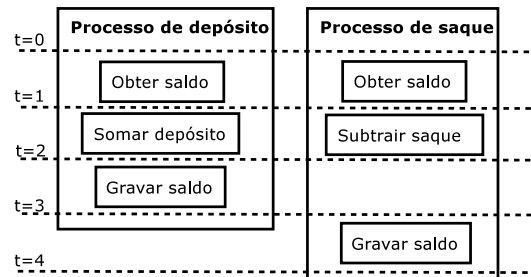 Processo de depósito
Processo de saque
t=0
Obter saldo
Obter saldo
t=1
Somar depósito
Subtrair saque
t=2
Gravar saldo
t=3
Gravar saldo
t=4